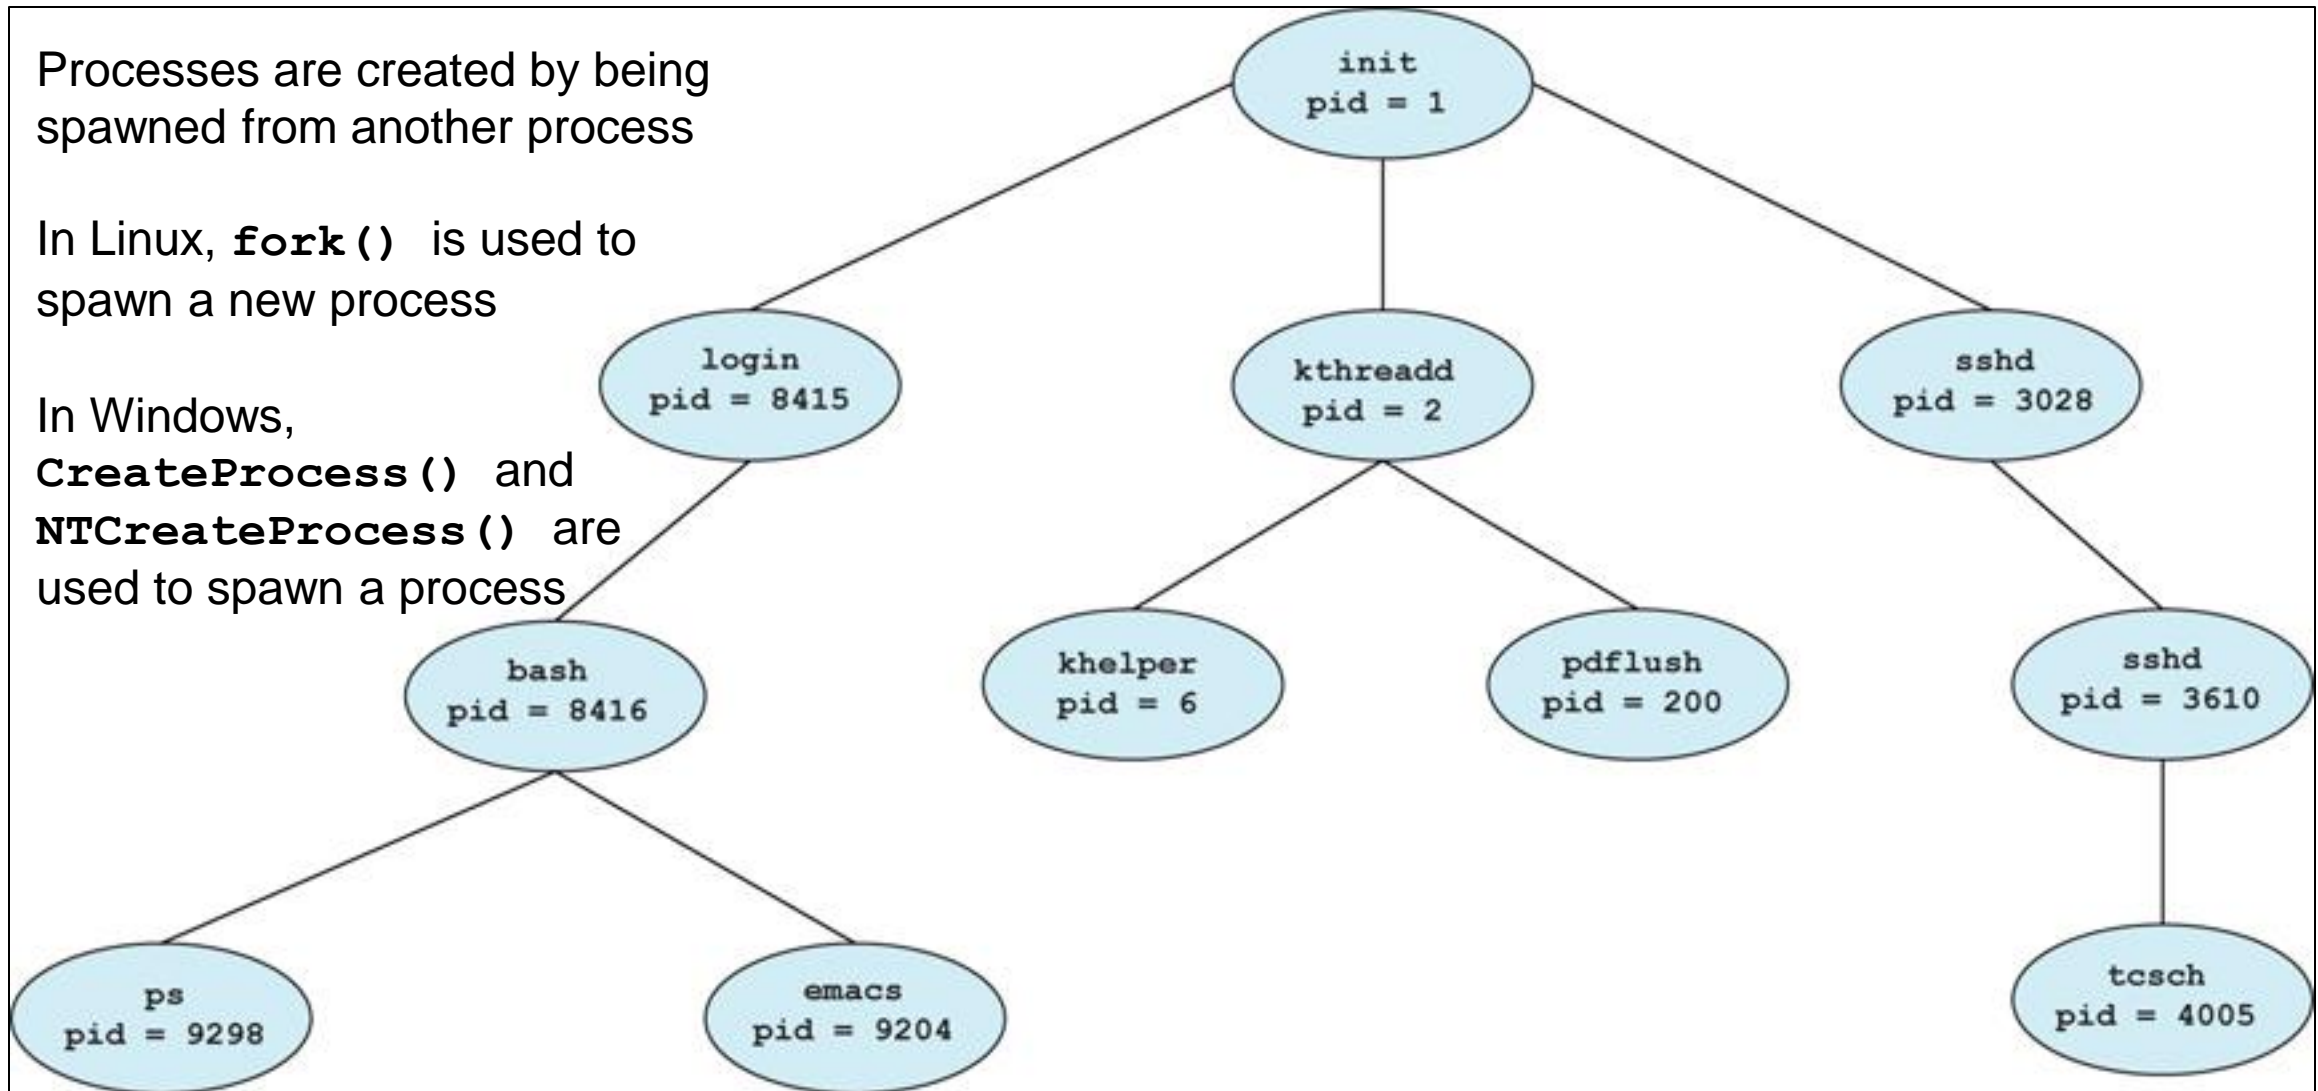 Processes are created by being
spawned from another process
In Linux, fork() is used to
spawn a new process
In Windows,
CreateProcess() and
NTCreateProcess() are
used to spawn a process
init
pid = 1
login
pid = 8415
kthreadd
pid = 2
sshd
pid = 3028
bash
pid = 8416
khelper
pid = 6
pdflush
pid = 200
sshd
pid = 3610
ps
pid = 9298
emacs
pid = 9204
tcsch
pid = 4005